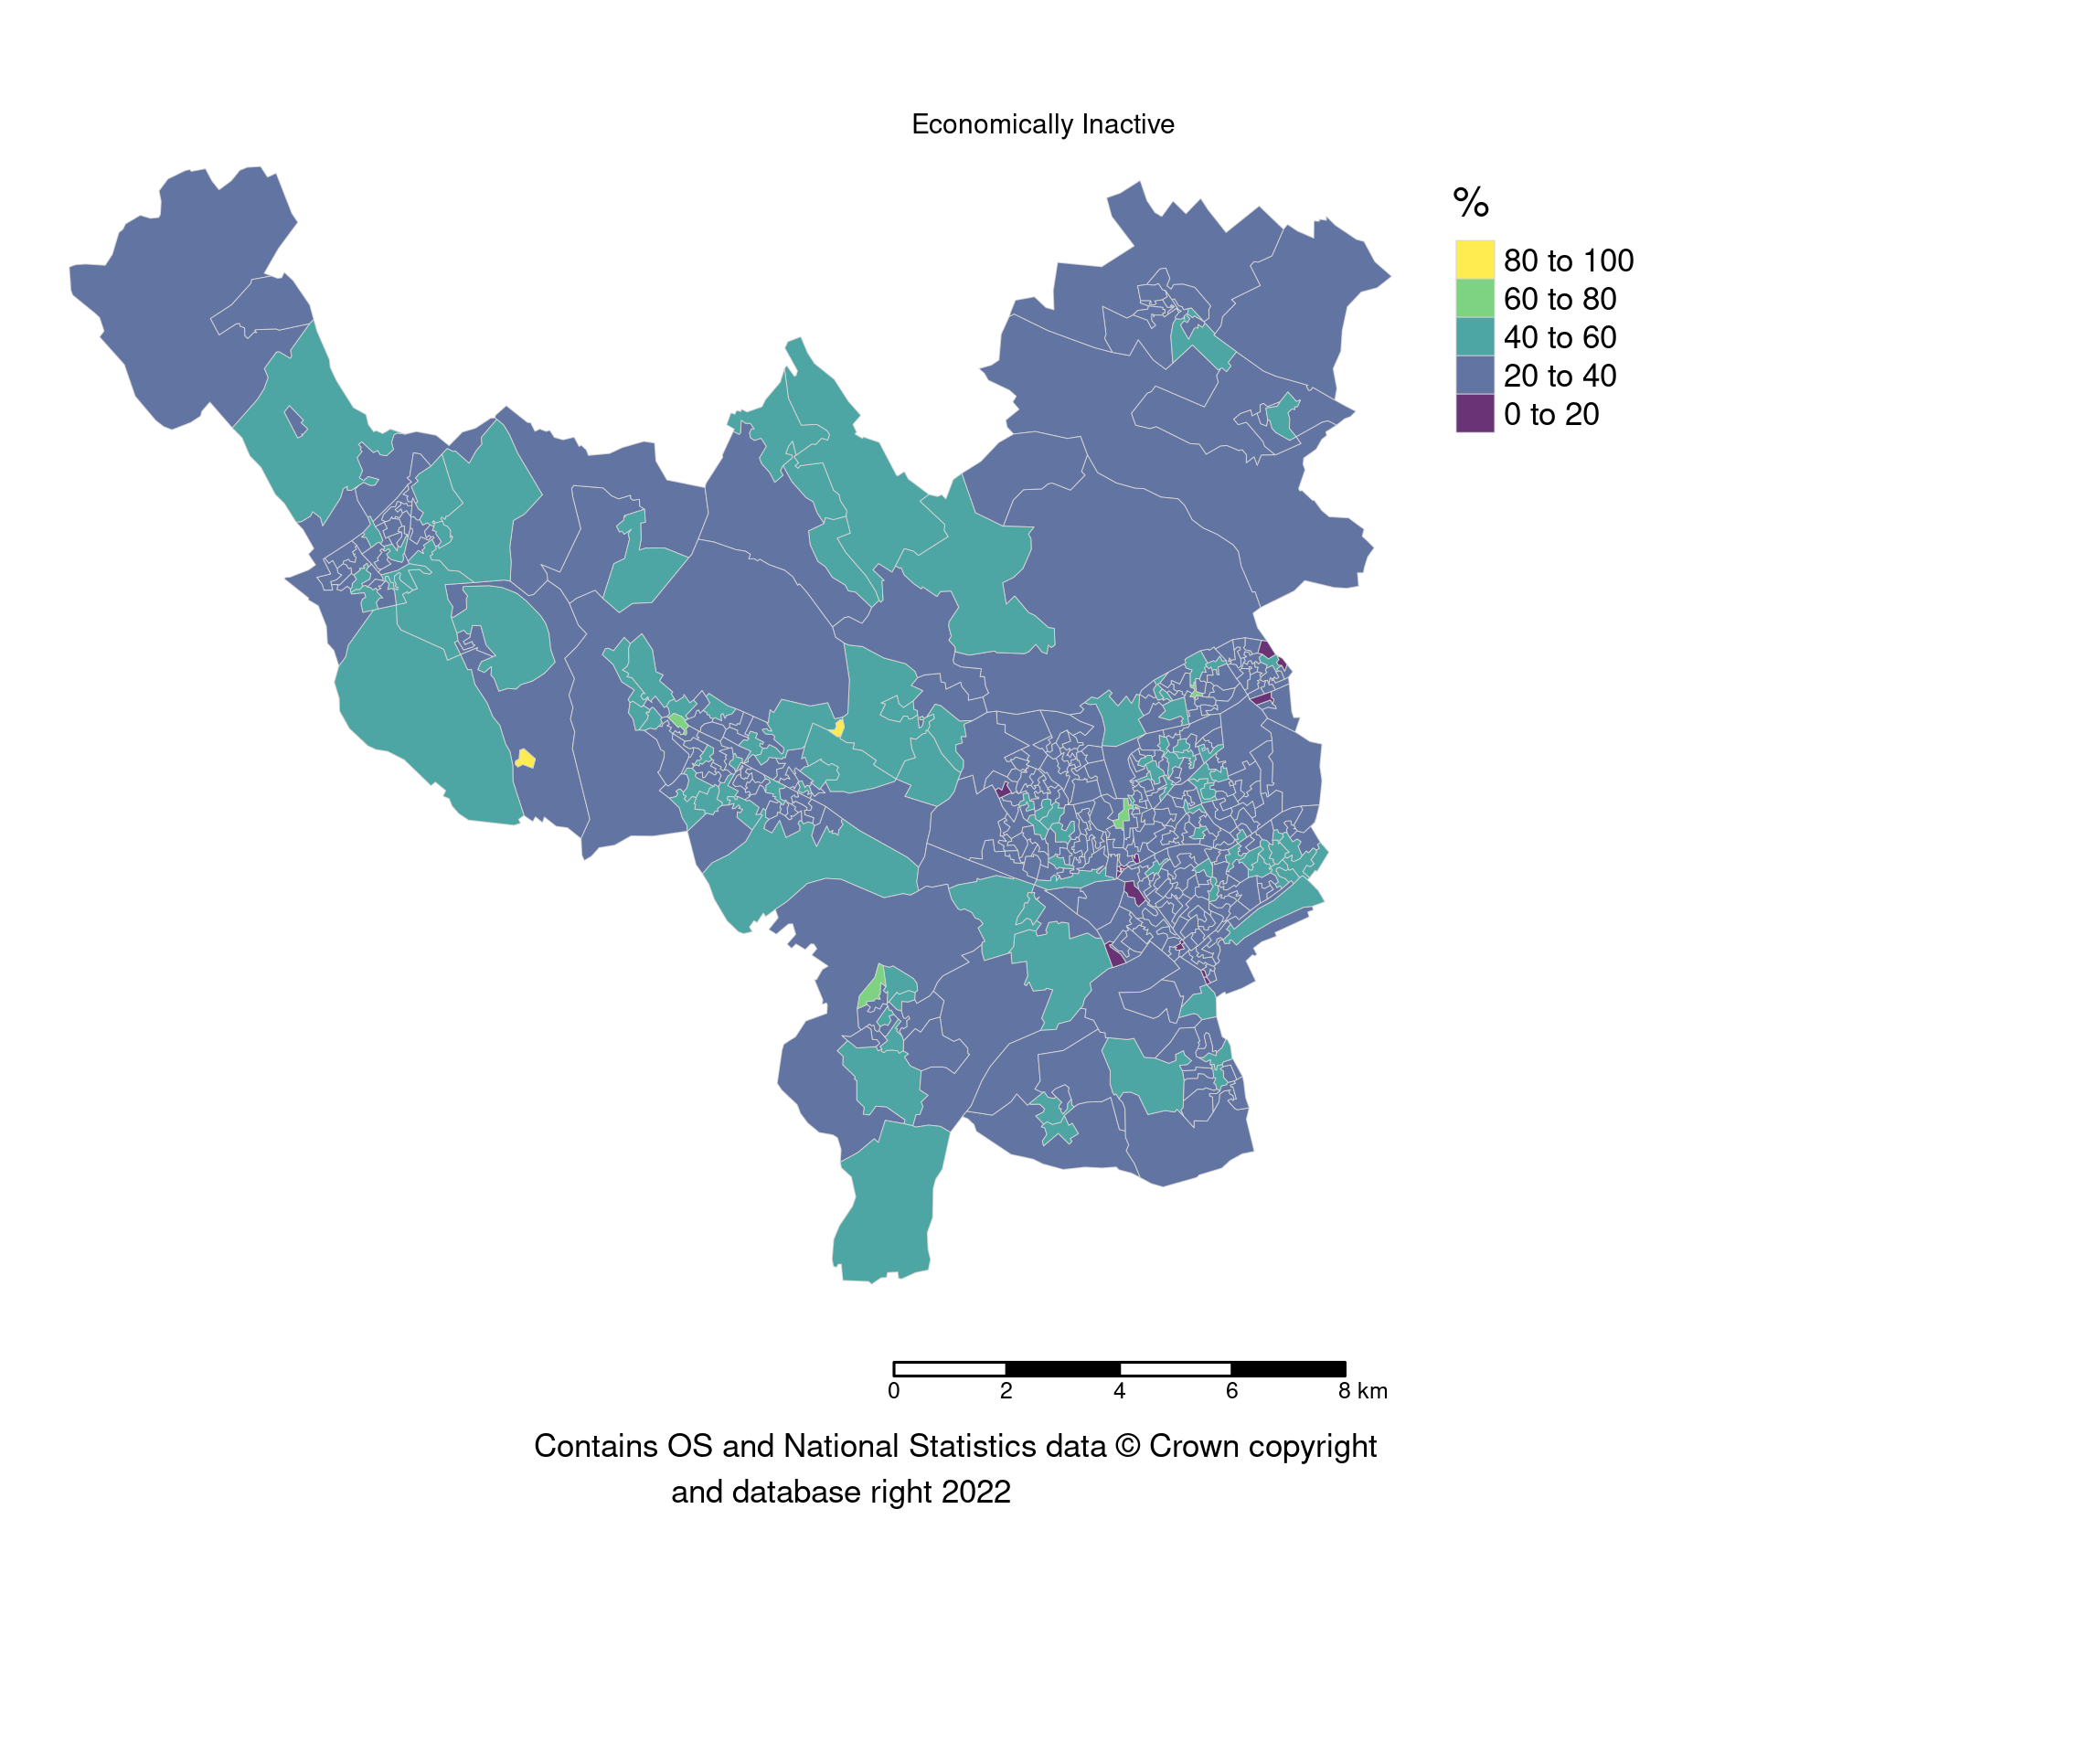 Economically Inactive
%
80 to 100
60 to 80
40 to 60
20 to 40
0 to 20
0 2 4 6 8 km
Contains OS and National Statistics data © Crown copyright
and database right 2022